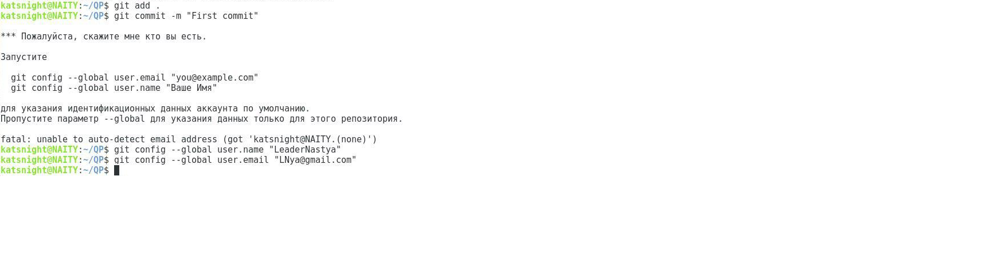 katsnight@NAITY:~/QP$ git add .
katsnight@NAITY:~/QP$ git commit -m "First commit"
*** Пожалуйста, скажите мне кто вы есть.
Запустите
git config --global user.email "you@example.com"
git config --global user.name "Ваше Имя"
для указания идентификационных данных аккаунта по умолчанию.
Пропустите параметр --global для указания данных только для этого репозитория.
fatal: unable to auto-detect email address (got 'katsnight@NAITY.(none)')
katsnight@NAITY:~/QP$ git config --global user.name "LeaderNastya"
katsnight@NAITY:~/QP$ git config --global user.email "LNya@gmail.com"
katsnight@NAITY:~/QP$